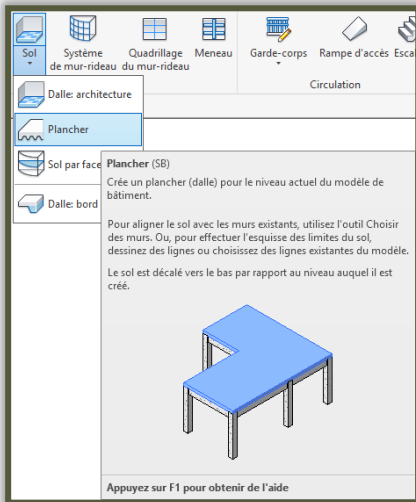 Sol
Système
de mur-rideau
Quadrillage
du mur-rideau
Meneau
Garde-corps
Rampe d'accès
Circulation
Dalle: architecture
Plancher
Sol par face
Dalle: bord
Plancher (SB)
Crée un plancher (dalle) pour le niveau actuel du modèle de
bâtiment.
Pour aligner le sol avec les murs existants, utilisez l'outil Choisir
des murs. Ou, pour effectuer l'esquisse des limites du sol,
dessinez des lignes ou choisissez des lignes existantes du modèle.
Le sol est décalé vers le bas par rapport au niveau auquel il est
créé.
Appuyez sur F1 pour obtenir de l'aide